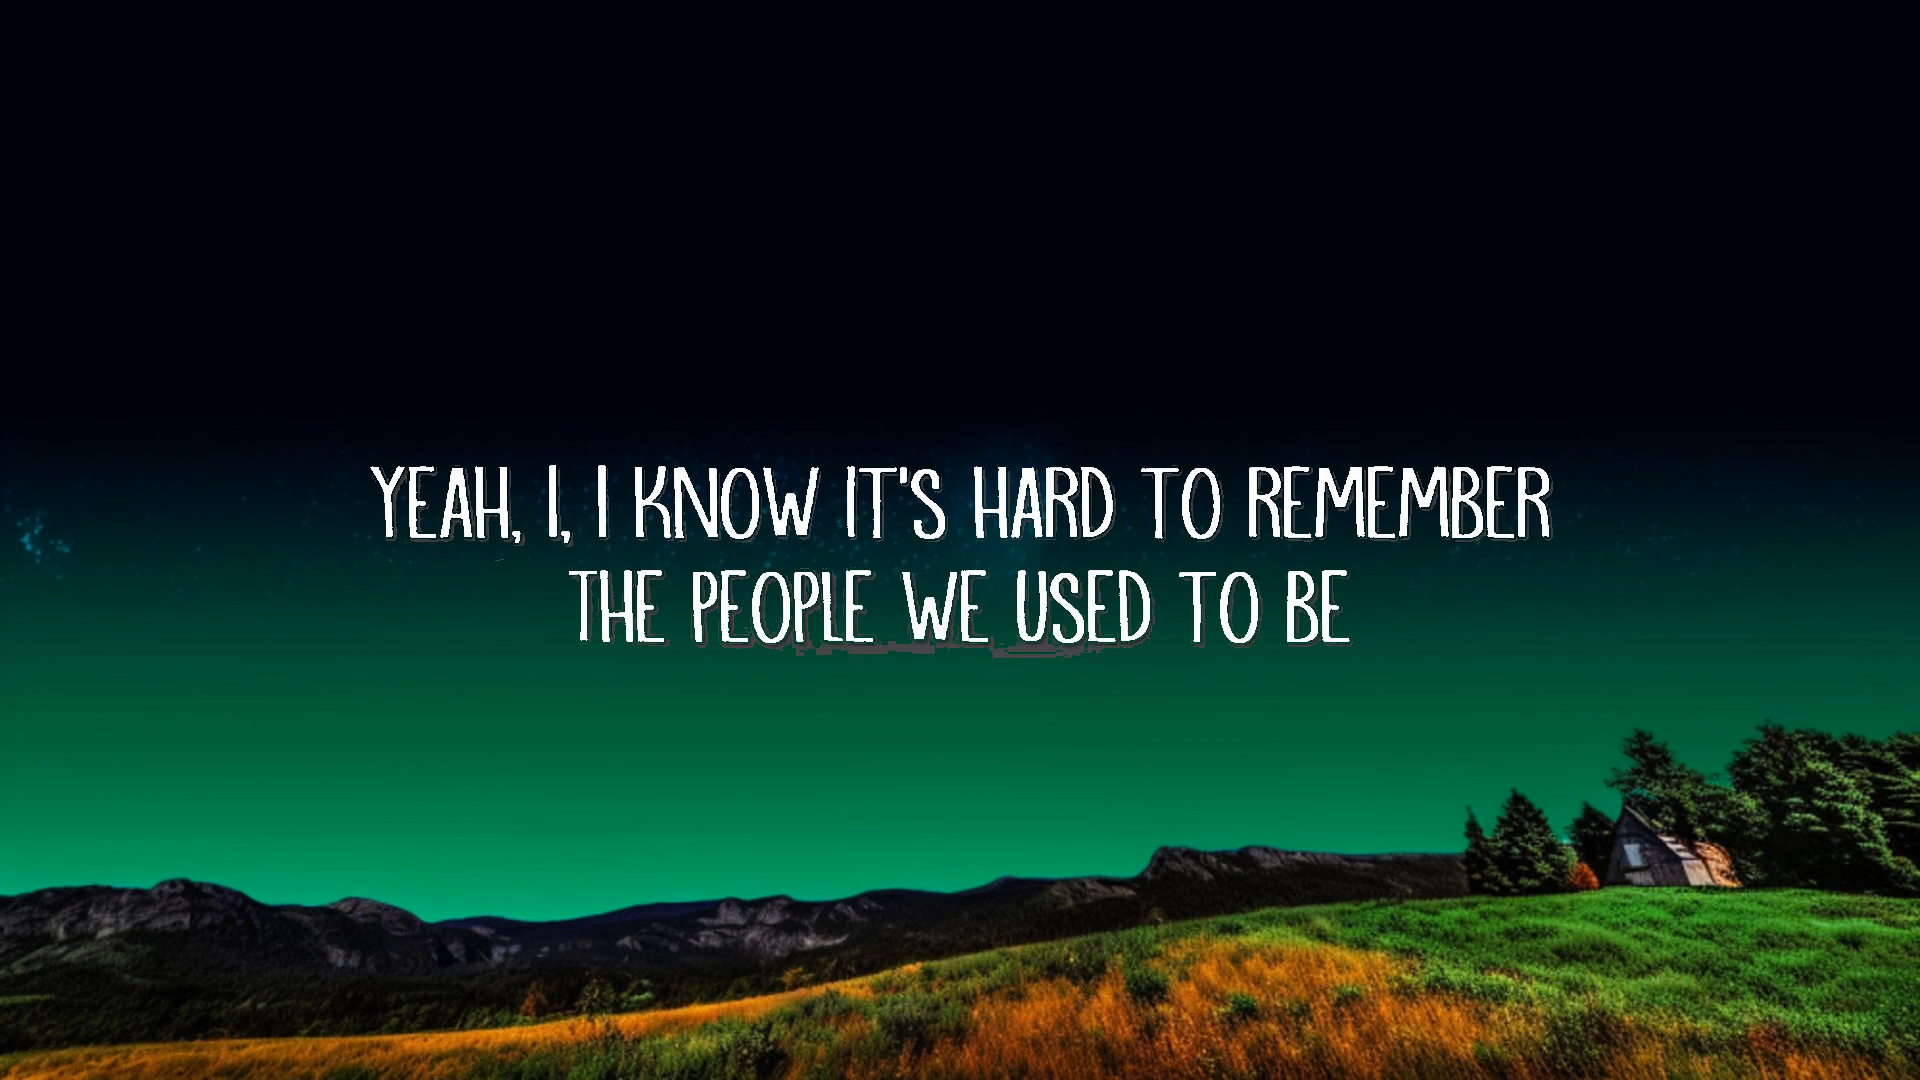 YEAH, I, I KNOW IT'S HARD TO REMEMBER
THE PEOPLE WE USED TO BE